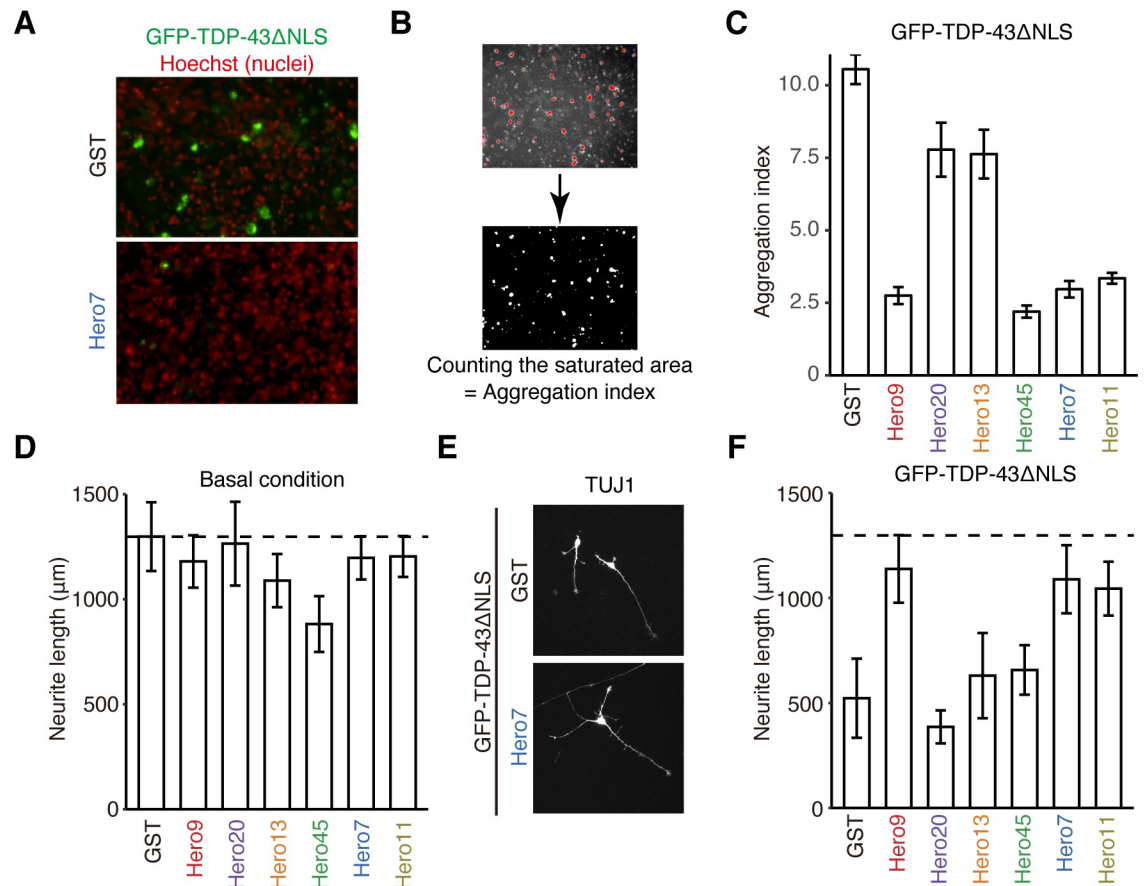 A
GFP-TDP-43ΔNLS
Hoechst (nuclei)
GST
Hero7
B
Counting the saturated area
= Aggregation index
C
GFP-TDP-43ΔNLS
Aggregation index
10.0
7.5
5.0
2.5
0
GST
Hero9
Hero20
Hero13
Hero45
Hero7
Hero11
D
Basal condition
Neurite length (µm)
1500
1000
500
0
GST
Hero9
Hero20
Hero13
Hero45
Hero7
Hero11
E
TUJ1
GFP-TDP-43ΔNLS
GST
Hero7
F
GFP-TDP-43ΔNLS
Neurite length (µm)
1500
1000
500
0
GST
Hero9
Hero20
Hero13
Hero45
Hero7
Hero11